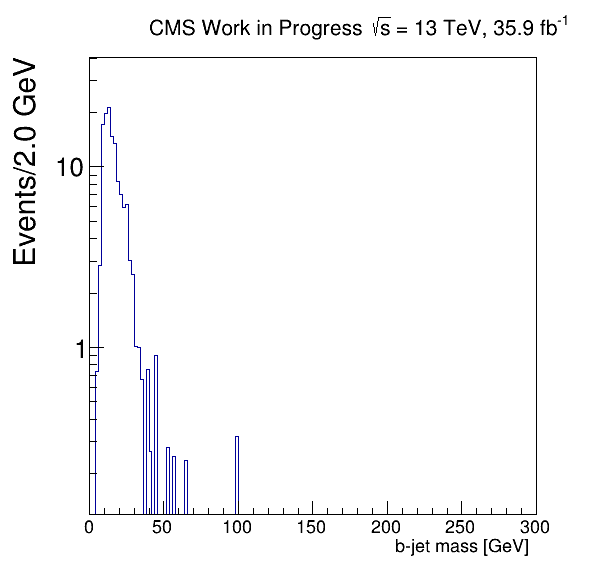 CMS Work in Progress √s = 13 TeV, 35.9 fb-1
Events/2.0 GeV
10
1
0 50 100 150 200 250 300
b-jet mass [GeV]